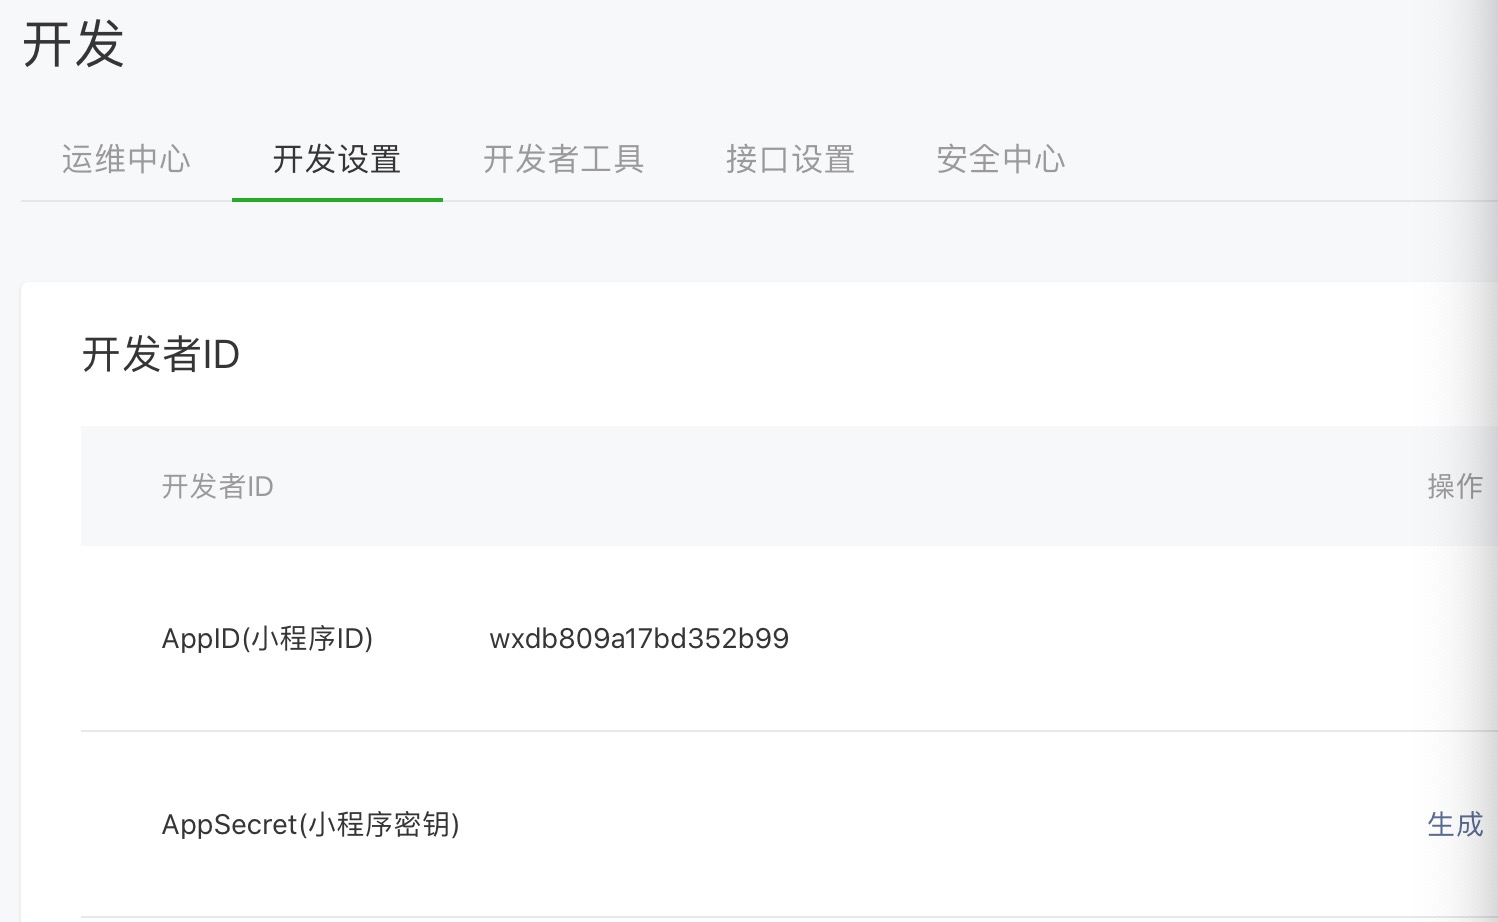 开发
运维中心 开发设置 开发者工具 接口设置 安全中心
开发者ID
开发者ID 操作
AppID(小程序ID) wxdb809a17bd352b99
AppSecret(小程序密钥) 生成